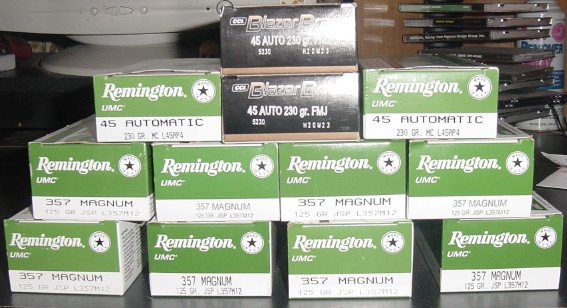 CCI Blazer
45 AUTO 230 gr. FMJ
5230 H20W23
CCI Blazer
45 AUTO 230 gr. FMJ
5230 H20W23
Remington®
UMC®
45 AUTOMATIC
230 GR. MC L45AP4
Remington®
UMC®
45 AUTOMATIC
230 GR. MC L45AP4
Remington®
UMC®
357 MAGNUM
125 GR JSP L357M12
Remington®
UMC®
357 MAGNUM
125 GR. JSP L357M12
Remington®
UMC®
357 MAGNUM
125 GR JSP L357M12
Remington®
UMC®
357 MAGNUM
125 GR. JSP L357M12
Remington®
UMC®
357 MAGNUM
125 GR JSP L357M12
Remington®
UMC®
357 MAGNUM
125 GR. JSP L357M12
Remington®
UMC®
357 MAGNUM
125 GR JSP L357M12
Remington®
UMC®
357 MAGNUM
125 GR. JSP L357M12